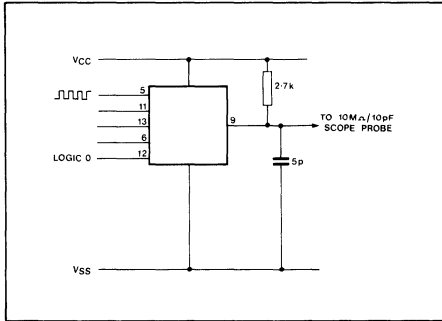 VCC
2·7k
5
11
13
6
LOGIC 0 12
9
TO 10MΩ/10pF
SCOPE PROBE
5p
VSS